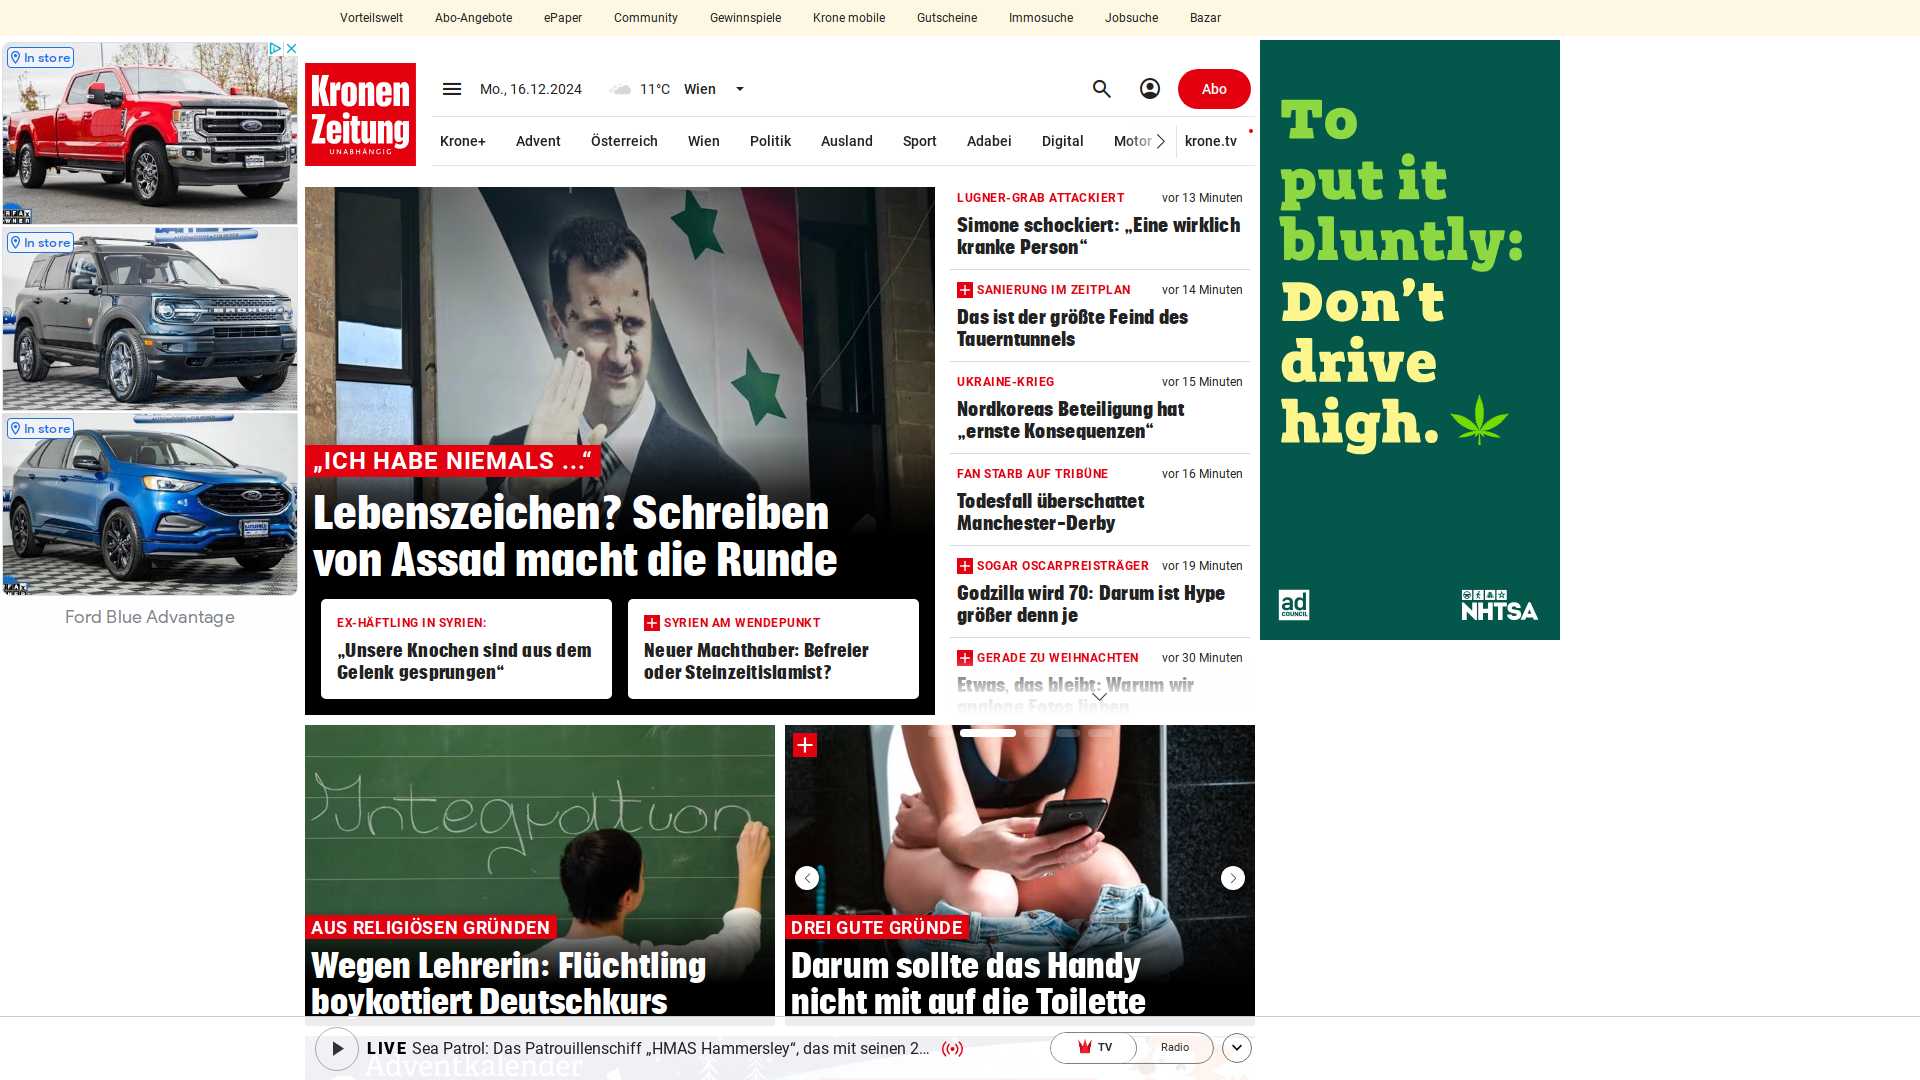 Vorteilswelt
Abo-Angebote
ePaper
Community
Gewinnspiele
Krone mobile
Gutscheine
Immosuche
Jobsuche
Bazar
In store
In store
In store
Ford Blue Advantage
Kronen
Zeitung
UNABHÄNGIG
Mo., 16.12.2024
11°C
Wien
Abo
Krone+
Advent
Österreich
Wien
Politik
Ausland
Sport
Adabei
Digital
Motor
krone.tv
„ICH HABE NIEMALS ...“
Lebenszeichen? Schreiben
von Assad macht die Runde
EX-HÄFTLING IN SYRIEN:
„Unsere Knochen sind aus dem
Gelenk gesprungen“
SYRIEN AM WENDEPUNKT
Neuer Machthaber: Befreier
oder Steinzeitislamist?
LUGNER-GRAB ATTACKIERT
vor 13 Minuten
Simone schockiert: „Eine wirklich
kranke Person“
SANIERUNG IM ZEITPLAN
vor 14 Minuten
Das ist der größte Feind des
Tauerntunnels
UKRAINE-KRIEG
vor 15 Minuten
Nordkoreas Beteiligung hat
„ernste Konsequenzen“
FAN STARB AUF TRIBÜNE
vor 16 Minuten
Todesfall überschattet
Manchester-Derby
SOGAR OSCARPREISTRÄGER
vor 19 Minuten
Godzilla wird 70: Darum ist Hype
größer denn je
GERADE ZU WEIHNACHTEN
vor 30 Minuten
Etwas, das bleibt: Warum wir
analoge Fotos lieben
To
put it
bluntly:
Don't
drive
high.
ad
COUNCIL
NHTSA
Integration
AUS RELIGIÖSEN GRÜNDEN
Wegen Lehrerin: Flüchtling
boykottiert Deutschkurs
DREI GUTE GRÜNDE
Darum sollte das Handy
nicht mit auf die Toilette
LIVE Sea Patrol: Das Patrouillenschiff „HMAS Hammersley“, das mit seinen 2...
TV
Radio
Adventkalender